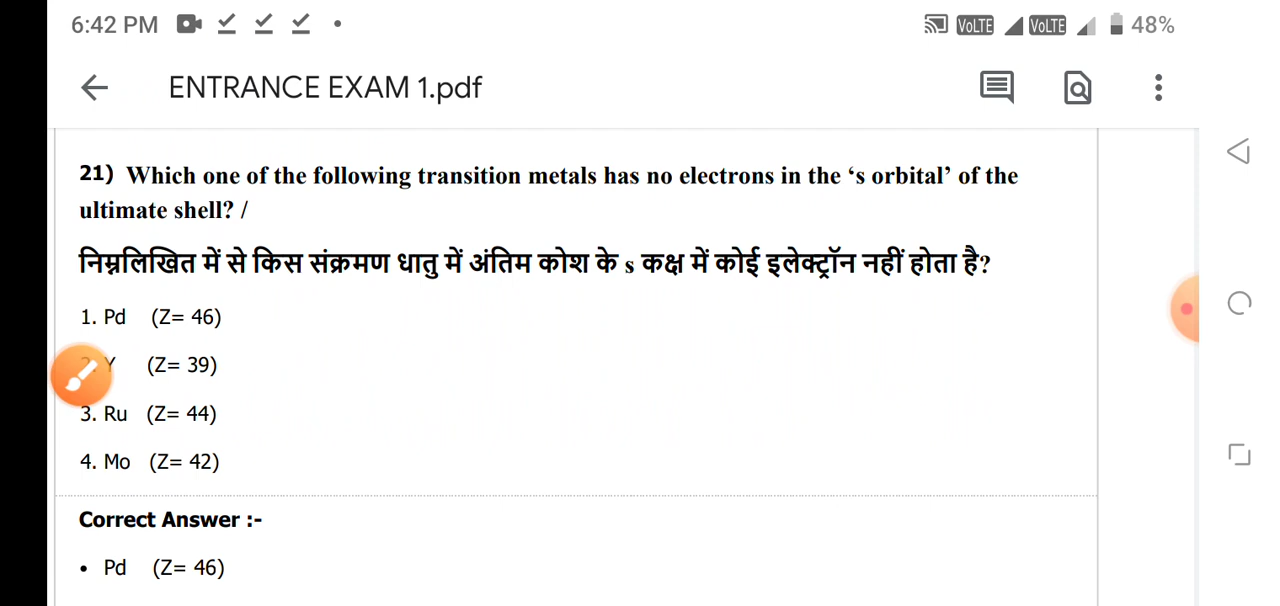 6:42 PM VoLTE VoLTE 48%
ENTRANCE EXAM 1.pdf
21) Which one of the following transition metals has no electrons in the ‘s orbital’ of the
ultimate shell? /
निम्नलिखित में से किस संक्रमण धातु में अंतिम कोश के s कक्ष में कोई इलेक्ट्रॉन नहीं होता है?
1. Pd (Z= 46)
2. Y (Z= 39)
3. Ru (Z= 44)
4. Mo (Z= 42)
Correct Answer :-
• Pd (Z= 46)